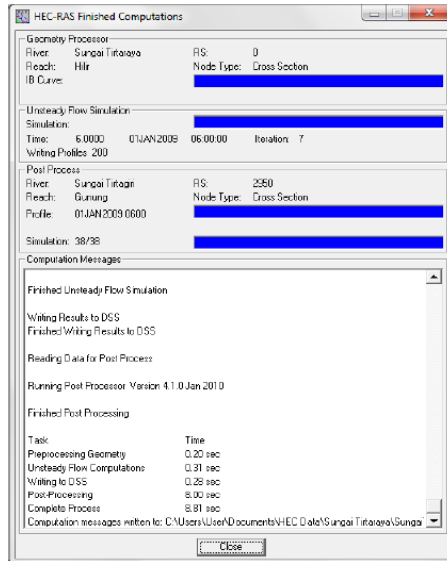 HEC-RAS Finished Computations
Geometry Processor
River: Sungai Tirtaraya RS: 0
Reach: Hilir Node Type: Cross Section
IB Curve:
Unsteady Flow Simulation
Simulation:
Time: 6.0000 01JAN2009 06:00:00 Iteration: 7
Writing Profiles 200
Post Process
River: Sungai Tirtagiri RS: 2950
Reach: Gunung Node Type: Cross Section
Profile: 01JAN2009 0600
Simulation: 38/38
Computation Messages
Finished Unsteady Flow Simulation
Writing Results to DSS
Finished Writing Results to DSS
Reading Data for Post Process
Running Post Processor Version 4.1.0 Jan 2010
Finished Post Processing
Task Time
Preprocessing Geometry 0.20 sec
Unsteady Flow Computations 0.31 sec
Writing to DSS 0.28 sec
Post-Processing 8.00 sec
Complete Process 8.81 sec
Computation messages written to: C:\Users\User\Documents\HEC Data\Sungai Tirtaraya\Sungai
Close